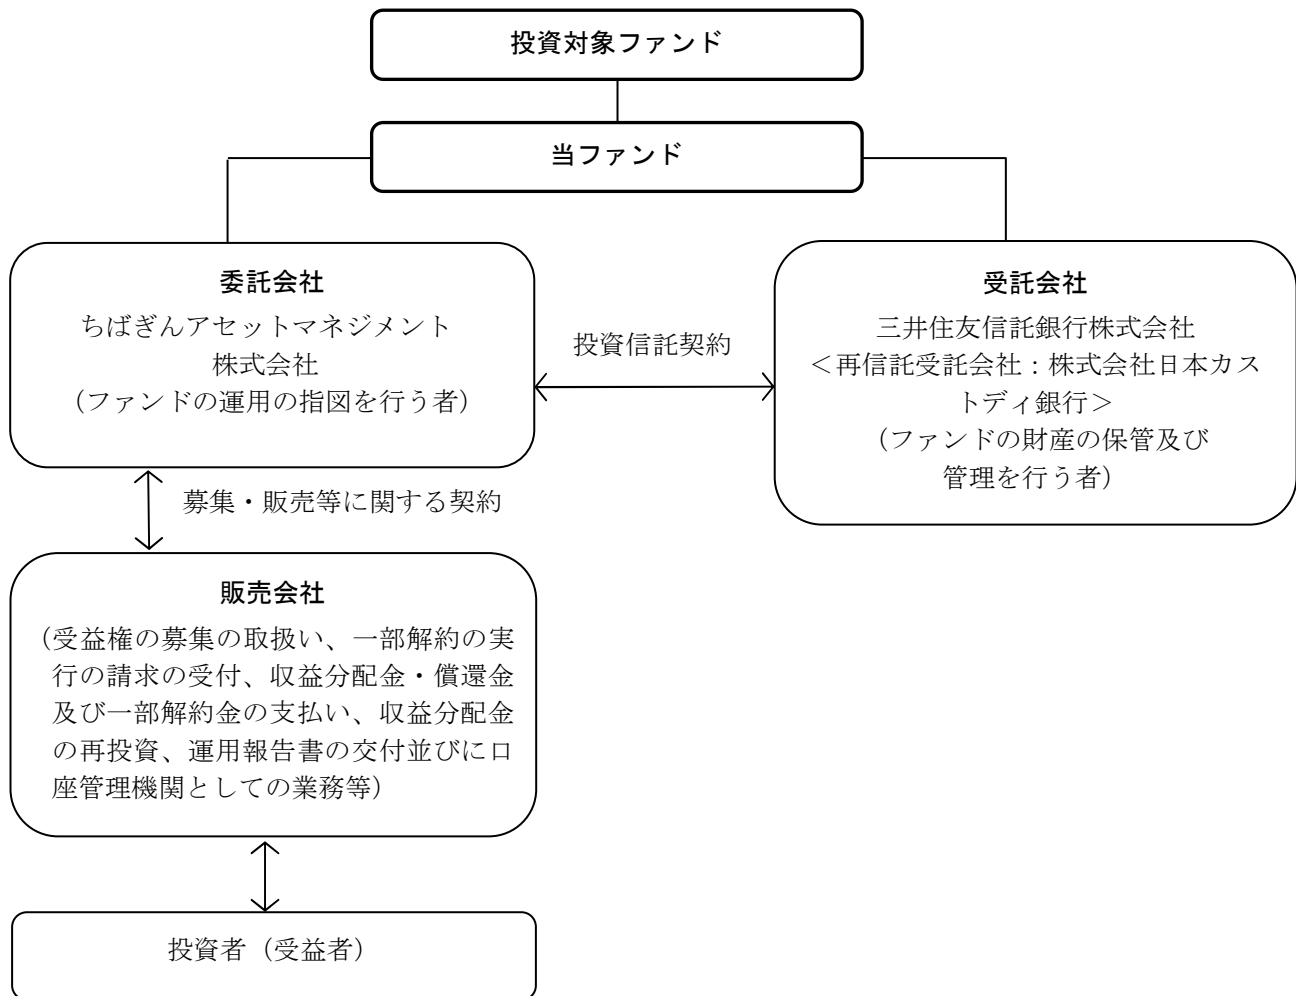 投資対象ファンド
当ファンド
委託会社
ちばぎんアセットマネジメント
株式会社
（ファンドの運用の指図を行う者）
投資信託契約
受託会社
三井住友信託銀行株式会社
＜再信託受託会社：株式会社日本カス
トディ銀行＞
（ファンドの財産の保管及び
管理を行う者）
募集・販売等に関する契約
販売会社
（受益権の募集の取扱い、一部解約の実
行の請求の受付、収益分配金・償還金
及び一部解約金の支払い、収益分配金
の再投資、運用報告書の交付並びに口
座管理機関としての業務等）
投資者（受益者）